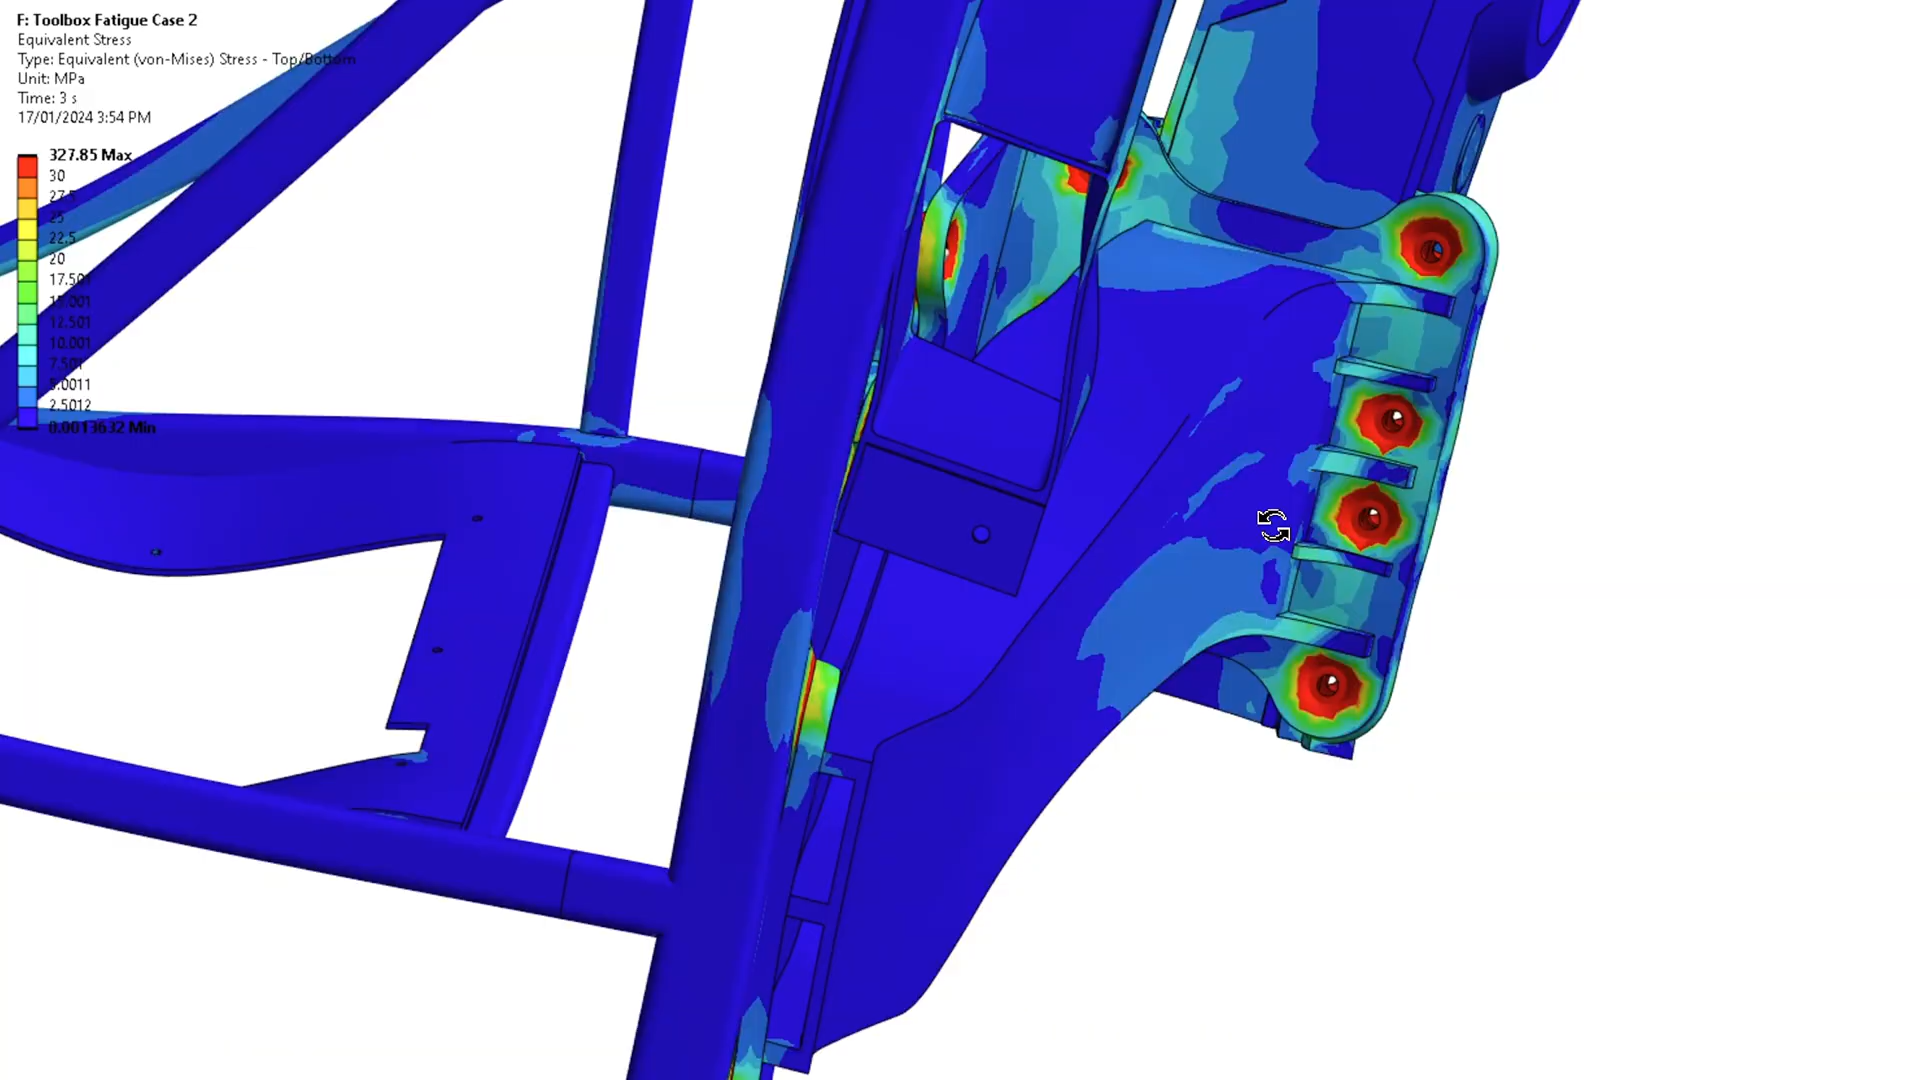 F: Toolbox Fatigue Case 2
Equivalent Stress
Type: Equivalent (von-Mises) Stress - Top/Bottom
Unit: MPa
Time: 3 s
17/01/2024 3:54 PM
327.85 Max
30
27.5
25
22.5
20
17.501
15.001
12.501
10.001
7.501
5.0011
2.5012
0.0013632 Min